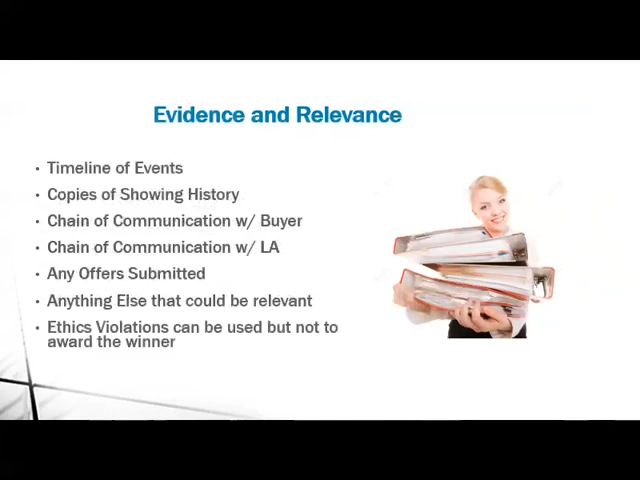 Evidence and Relevance
• Timeline of Events
• Copies of Showing History
• Chain of Communication w/ Buyer
• Chain of Communication w/ LA
• Any Offers Submitted
• Anything Else that could be relevant
• Ethics Violations can be used but not to
award the winner